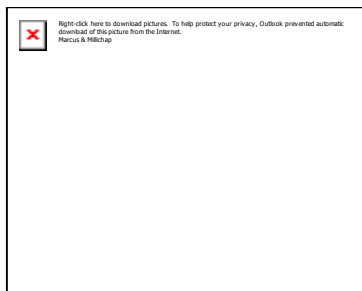 Right-click here to download pictures. To help protect your privacy, Outlook prevented automatic
download of this picture from the Internet.
Marcus & Millichap